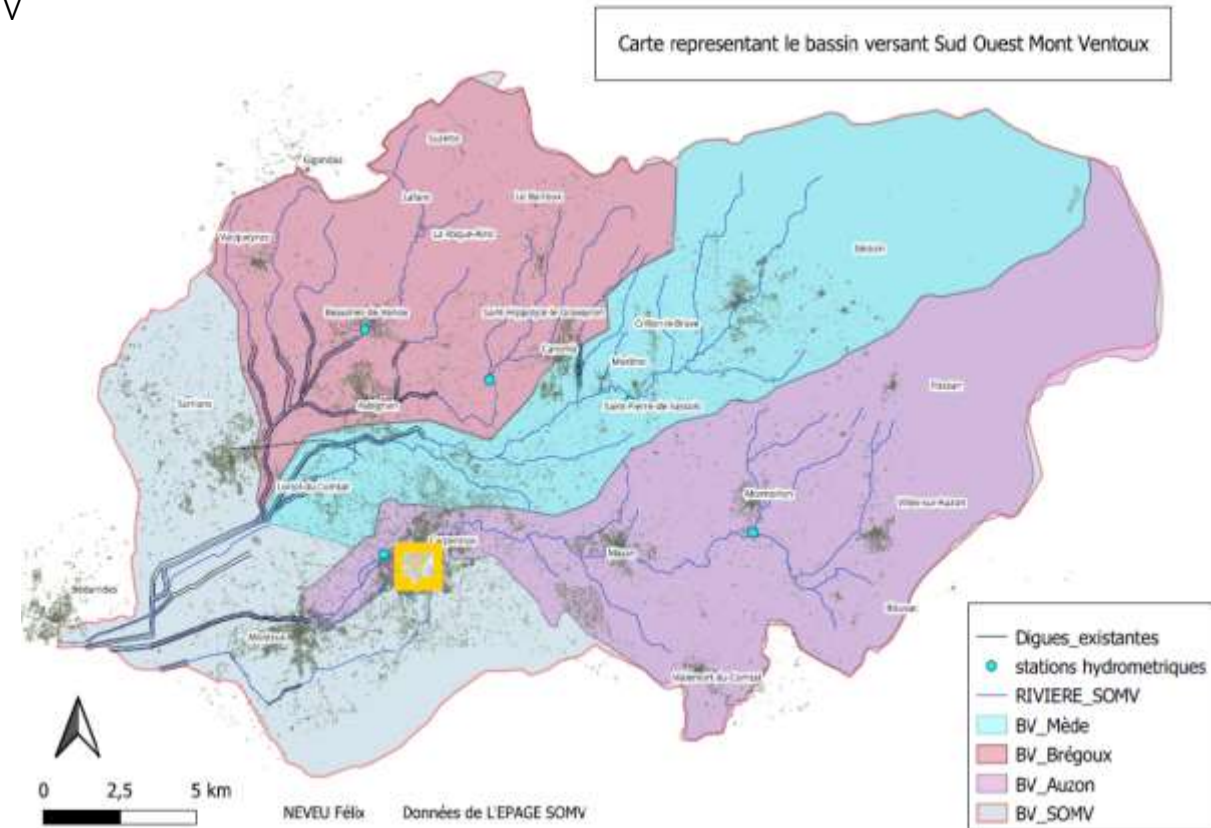 V
Carte representant le bassin versant Sud Ouest Mont Ventoux
Suzette
Gigondas
Lafare
Le Barroux
La Roque-Alric
Vacqueyras
Bédoin
Beaumes de Venise
Saint-Hippolyte-le-Graveyron
Crillon-le-Brave
Caromb
Modène
Flassan
Sarrians
Aubignan
Saint-Pierre-de-Vassols
Loriol-du-Comtat
Mormoiron
Villes-sur-Auzon
Carpentras
Mazan
Bédarrides
Blauvac
Monteux
Malemort-du-Comtat
Digues_existantes
stations hydrometriques
RIVIERE_SOMV
BV_Mède
BV_Brégoux
BV_Auzon
BV_SOMV
0 2,5 5 km
NEVEU Félix Données de L'EPAGE SOMV